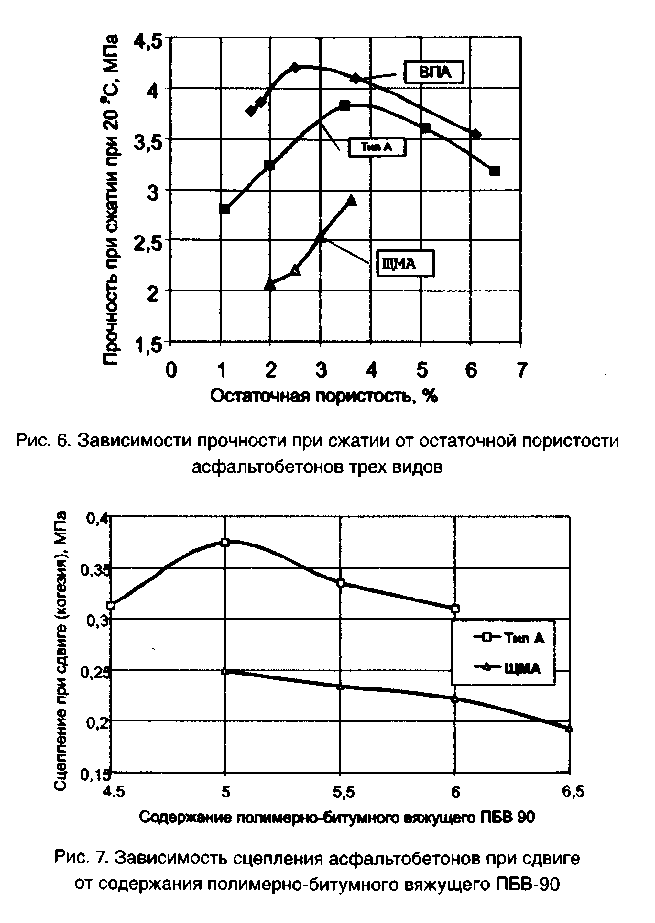 Прочность при сжатии при 20 °С, МПа
4,5
4
3,5
3
2,5
2
1,5
ВПА
Тип А
ЩМА
0 1 2 3 4 5 6 7
Остаточная пористость, %
Рис. 6. Зависимости прочности при сжатии от остаточной пористости
асфальтобетонов трех видов
Сцепление при сдвиге (когезия), МПа
0,4
0,35
0,3
0,25
0,2
0,15
Тип А
ЩМА
4.5 5 5,5 6 6,5
Содержание полимерно-битумного вяжущего ПБВ 90
Рис. 7. Зависимость сцепления асфальтобетонов при сдвиге
от содержания полимерно-битумного вяжущего ПБВ-90